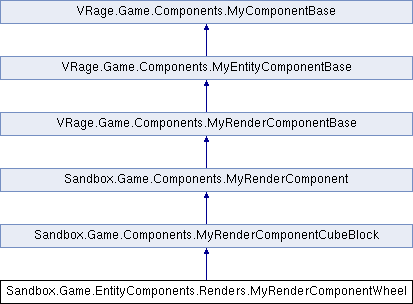 VRage.Game.Components.MyComponentBase
VRage.Game.Components.MyEntityComponentBase
VRage.Game.Components.MyRenderComponentBase
Sandbox.Game.Components.MyRenderComponent
Sandbox.Game.Components.MyRenderComponentCubeBlock
Sandbox.Game.EntityComponents.Renders.MyRenderComponentWheel